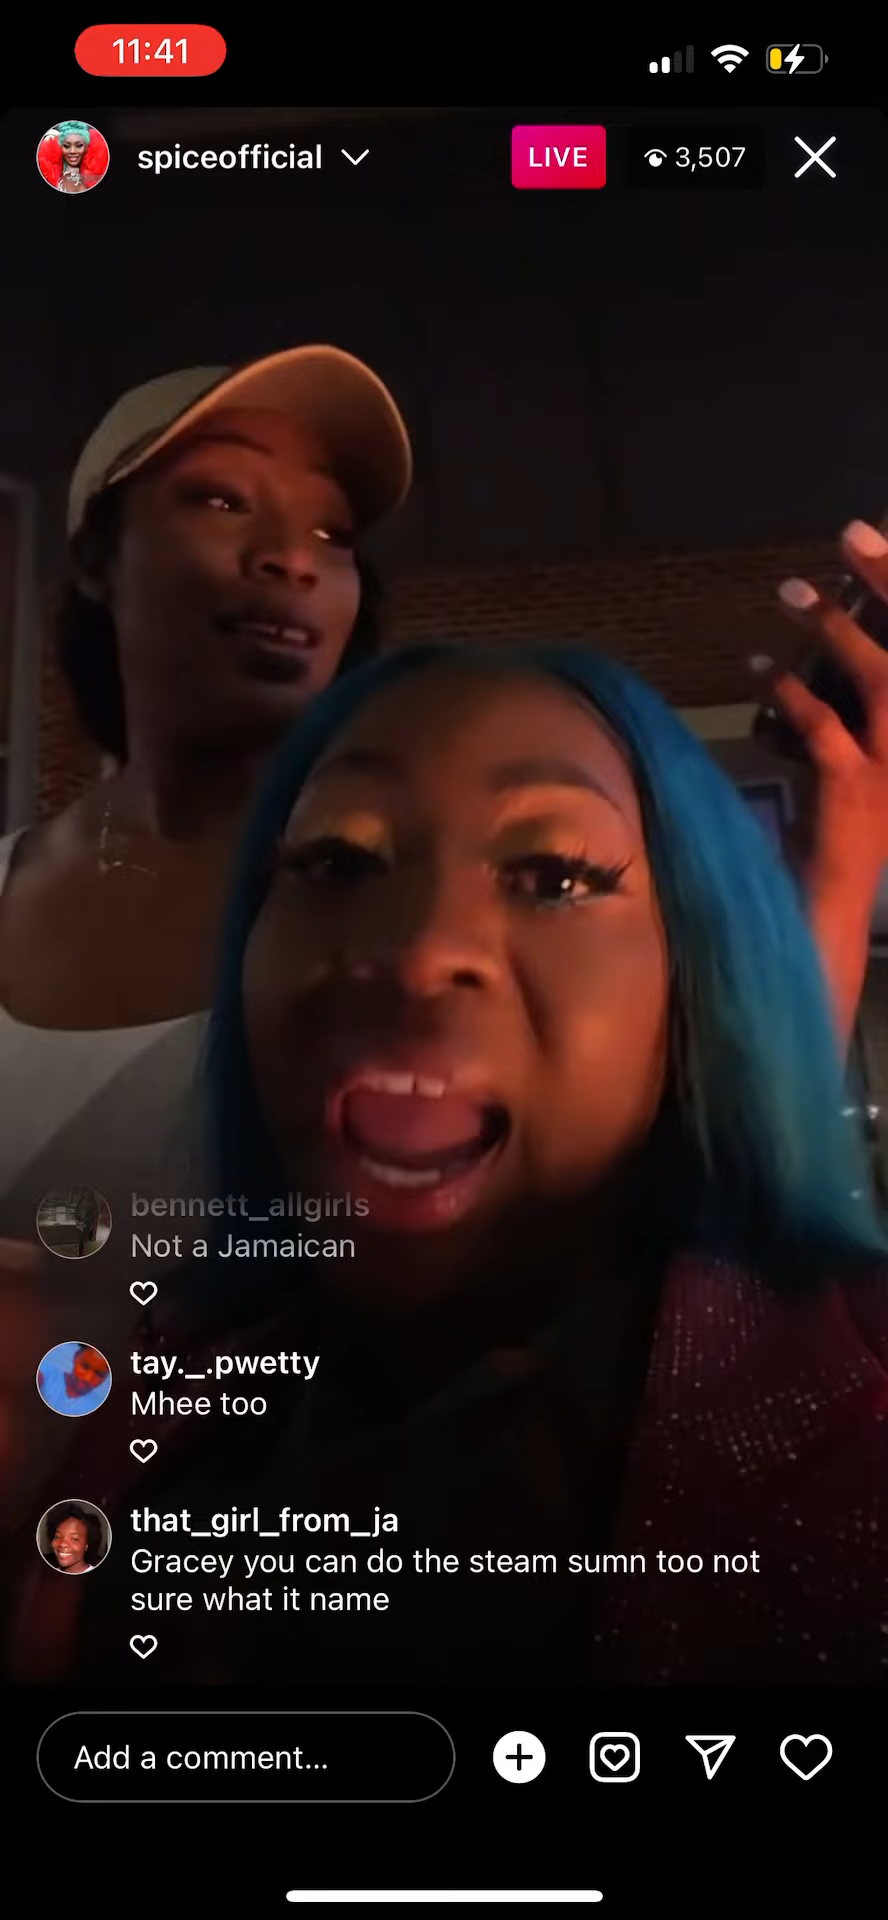 11:41
spiceofficial
LIVE
3,507
bennett_allgirls
Not a Jamaican
tay._.pwetty
Mhee too
that_girl_from_ja
Gracey you can do the steam sumn too not
sure what it name
Add a comment...